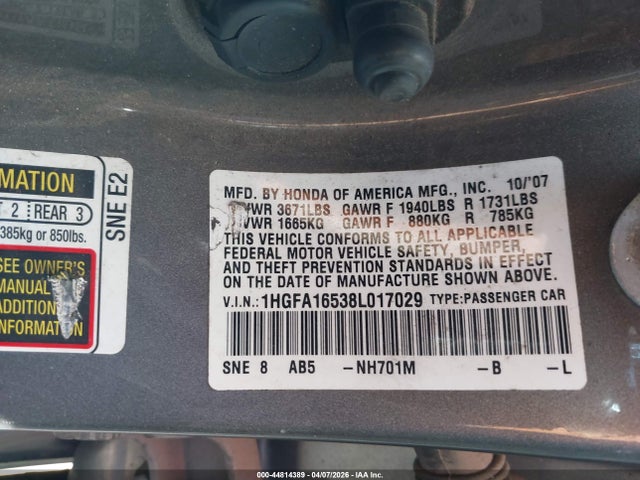 MATION
T 2 REAR 3
385kg or 850lbs.
SEE OWNER'S
MANUAL
ADDITION
INFORMATION
SNE E2
MFD. BY HONDA OF AMERICA MFG., INC. 10/'07
VWR 3671LBS GAWR F 1940LBS R 1731LBS
VWR 1665KG GAWR F 880KG R 785KG
THIS VEHICLE CONFORMS TO ALL APPLICABLE
FEDERAL MOTOR VEHICLE SAFETY, BUMPER,
AND THEFT PREVENTION STANDARDS IN EFFECT
ON THE DATE OF MANUFACTURE SHOWN ABOVE.
V.I.N.: 1HGFA16538L017029 TYPE:PASSENGER CAR
SNE 8 AB5 -NH701M -B -L
000-44814389 - 04/07/2026 - IAA Inc.